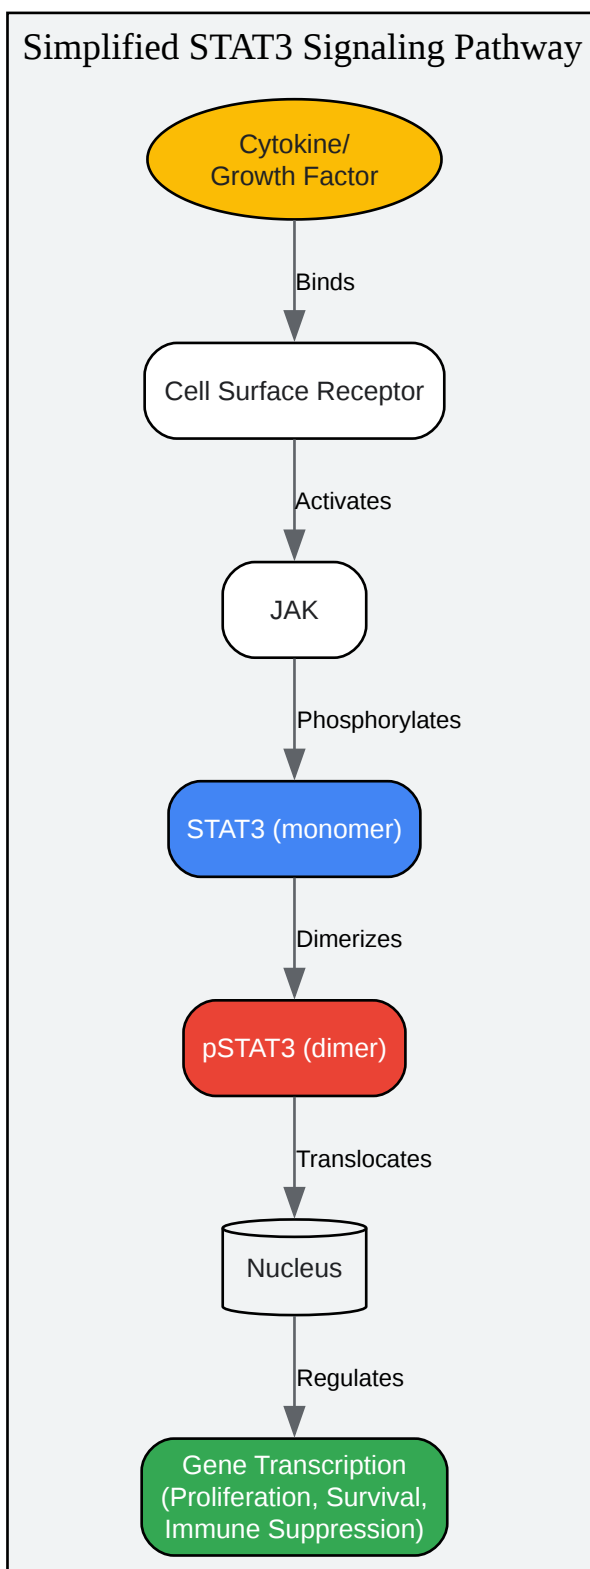 Simplified STAT3 Signaling Pathway
Cytokine/
Growth Factor
Binds
Cell Surface Receptor
Activates
JAK
Phosphorylates
STAT3 (monomer)
Dimerizes
pSTAT3 (dimer)
Translocates
Nucleus
Regulates
Gene Transcription
(Proliferation, Survival,
Immune Suppression)